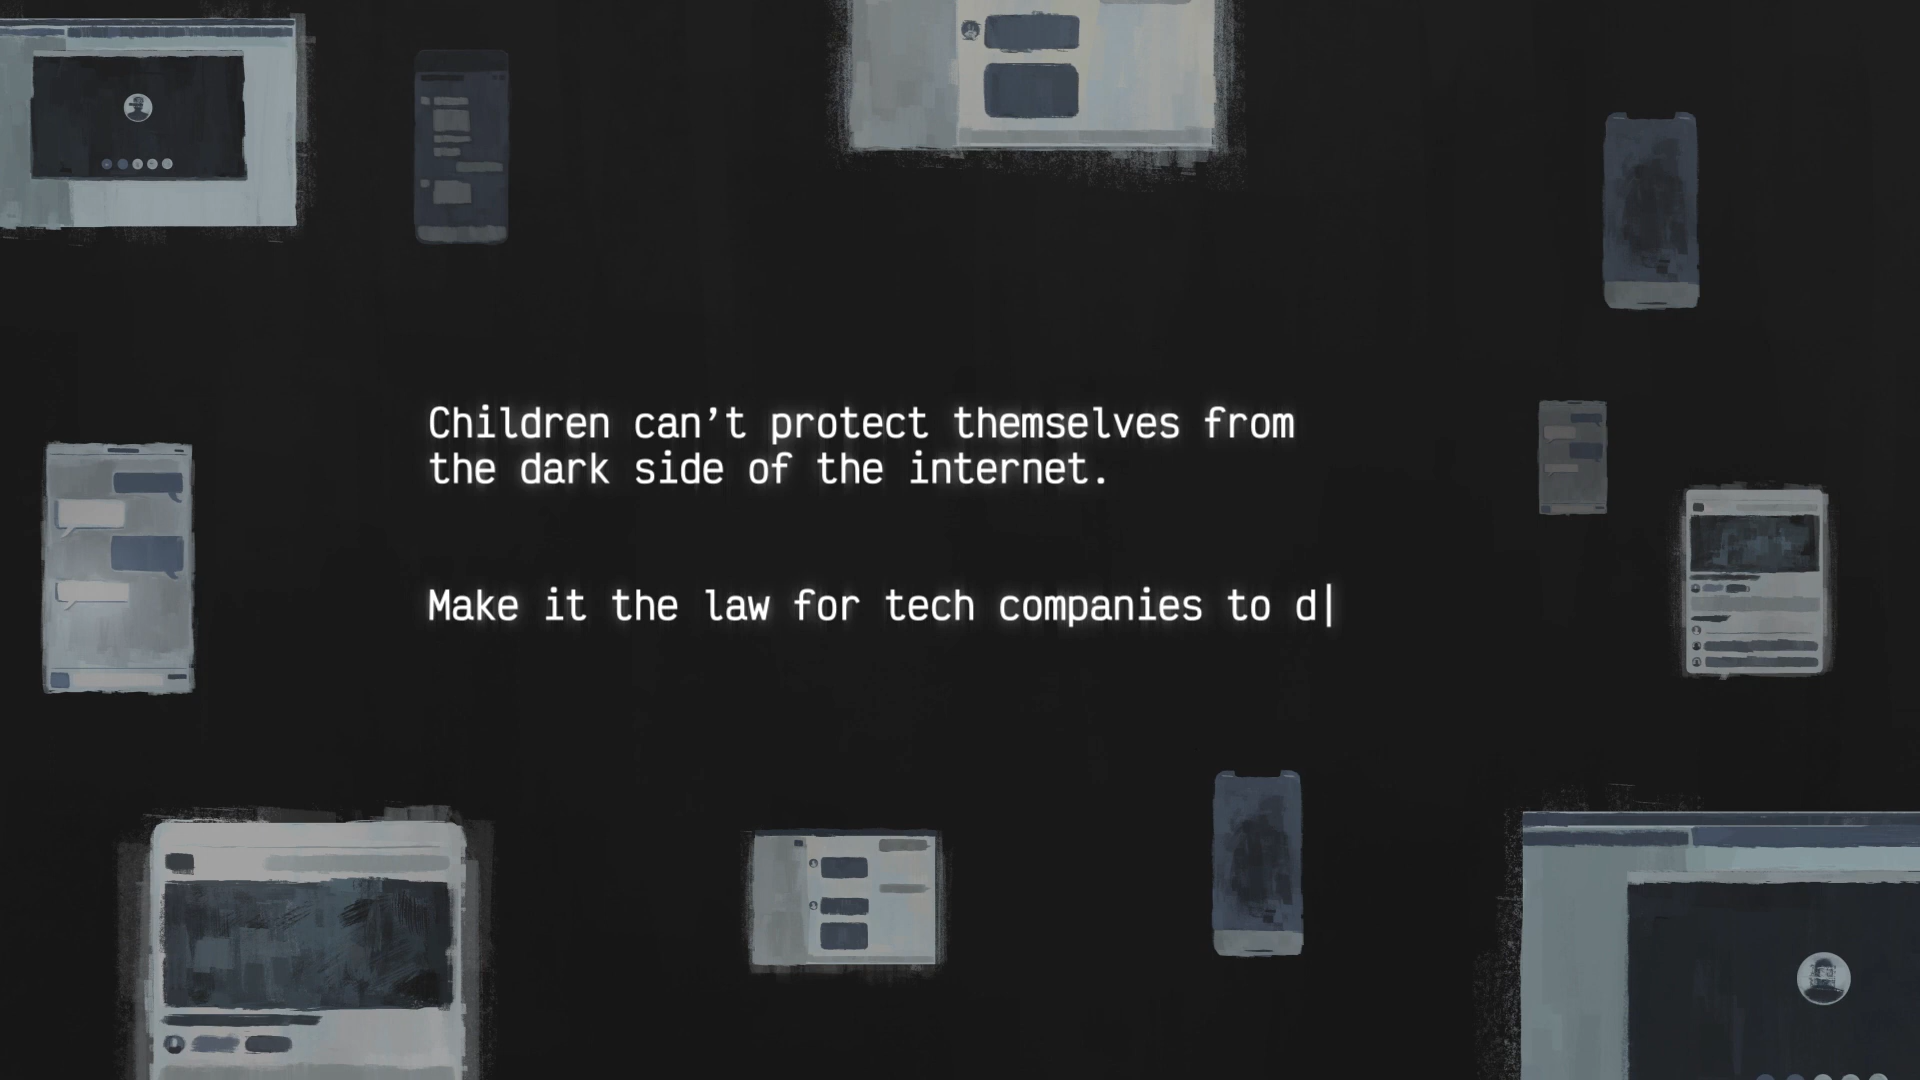 Children can’t protect themselves from
the dark side of the internet.
Make it the law for tech companies to d|